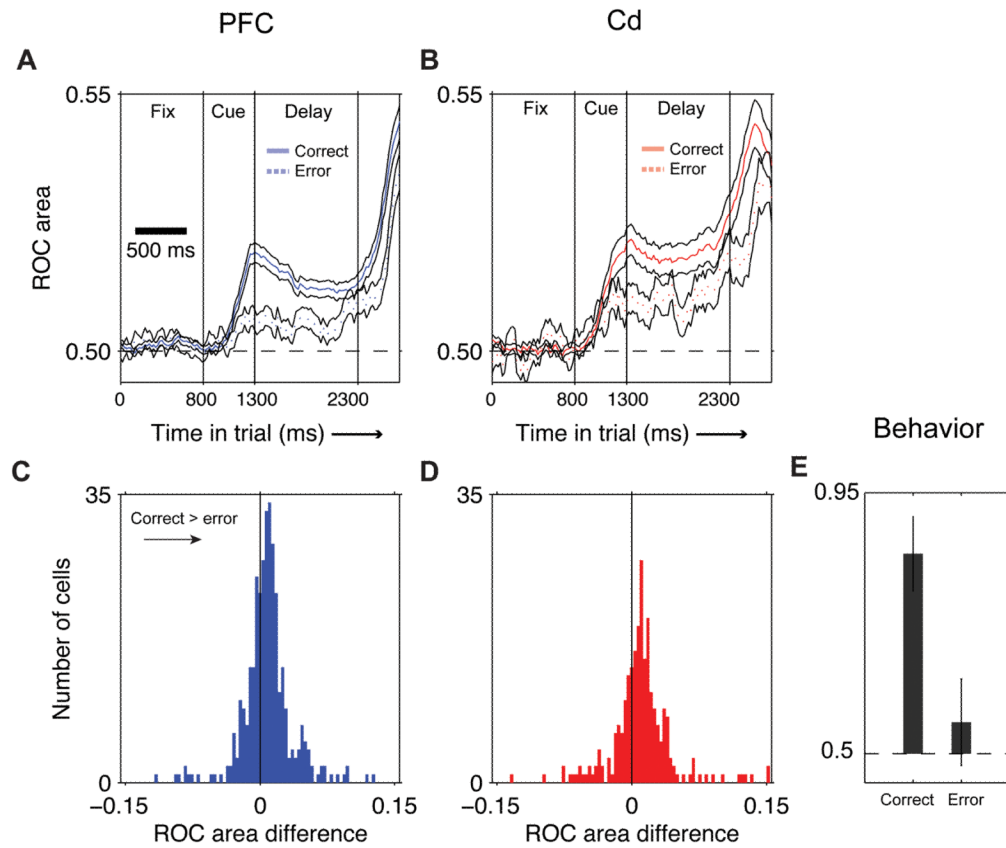 PFC
Cd
A
0.55
Fix
Cue
Delay
Correct
Error
500 ms
ROC area
0.50
0
800
1300
2300
Time in trial (ms)
B
0.55
Fix
Cue
Delay
Correct
Error
0.50
0
800
1300
2300
Time in trial (ms)
Behavior
C
35
Correct > error
Number of cells
0
−0.15
0
0.15
ROC area difference
D
35
0
−0.15
0
0.15
ROC area difference
E
0.95
0.5
Correct
Error